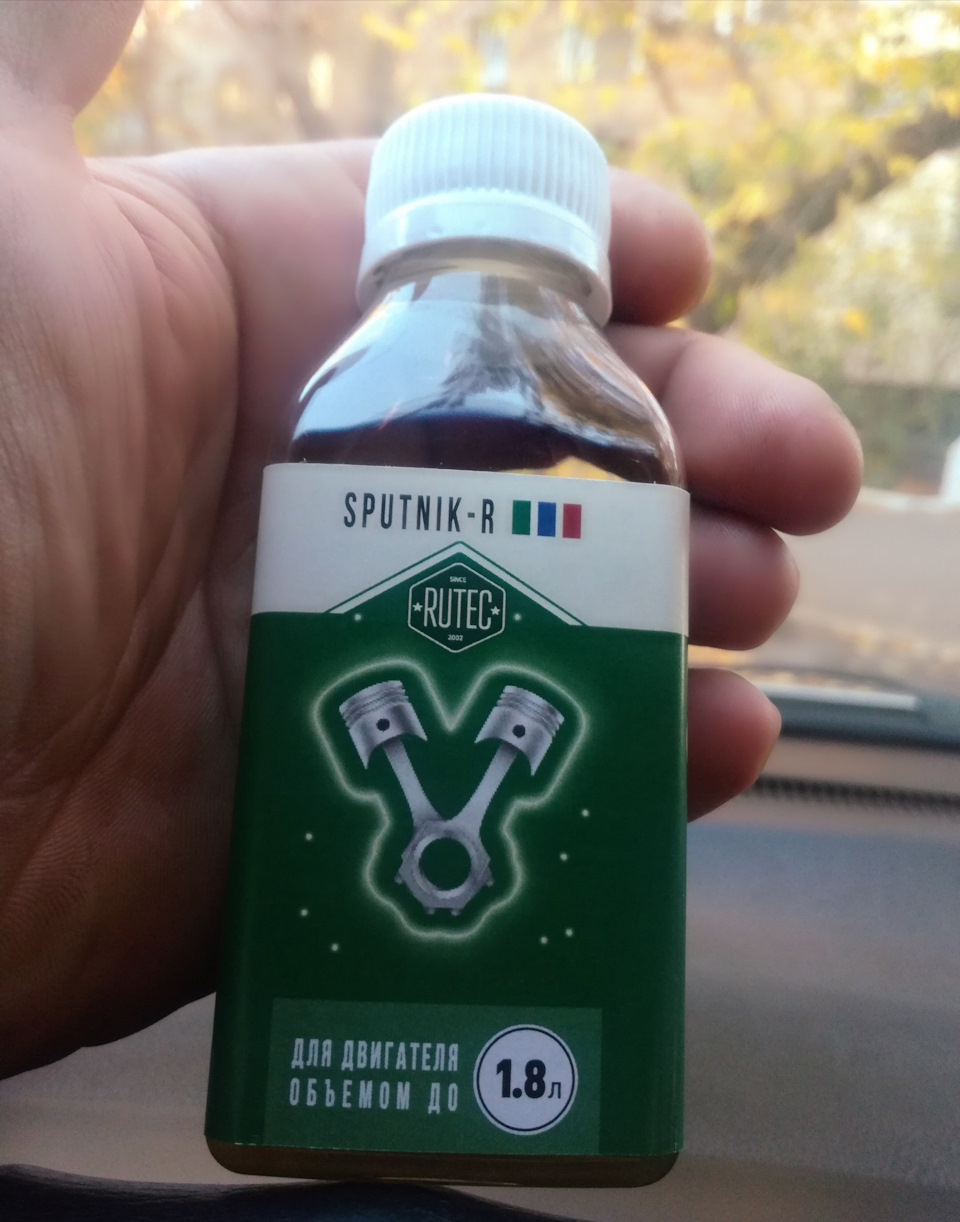 SPUTNIK-R
SINCE
RUTEC
2002
ДЛЯ ДВИГАТЕЛЯ
ОБЪЕМОМ ДО
1.8л